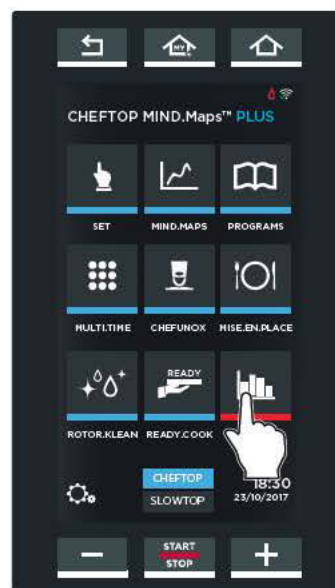 MY
CHEFTOP MIND.Maps™ PLUS
SET MIND.MAPS PROGRAMS
MULTI.TIME CHEFUNOX MISE.EN.PLACE
READY
ROTOR.KLEAN READY.COOK
CHEFTOP
SLOWTOP
18:30
23/10/2017
START
STOP